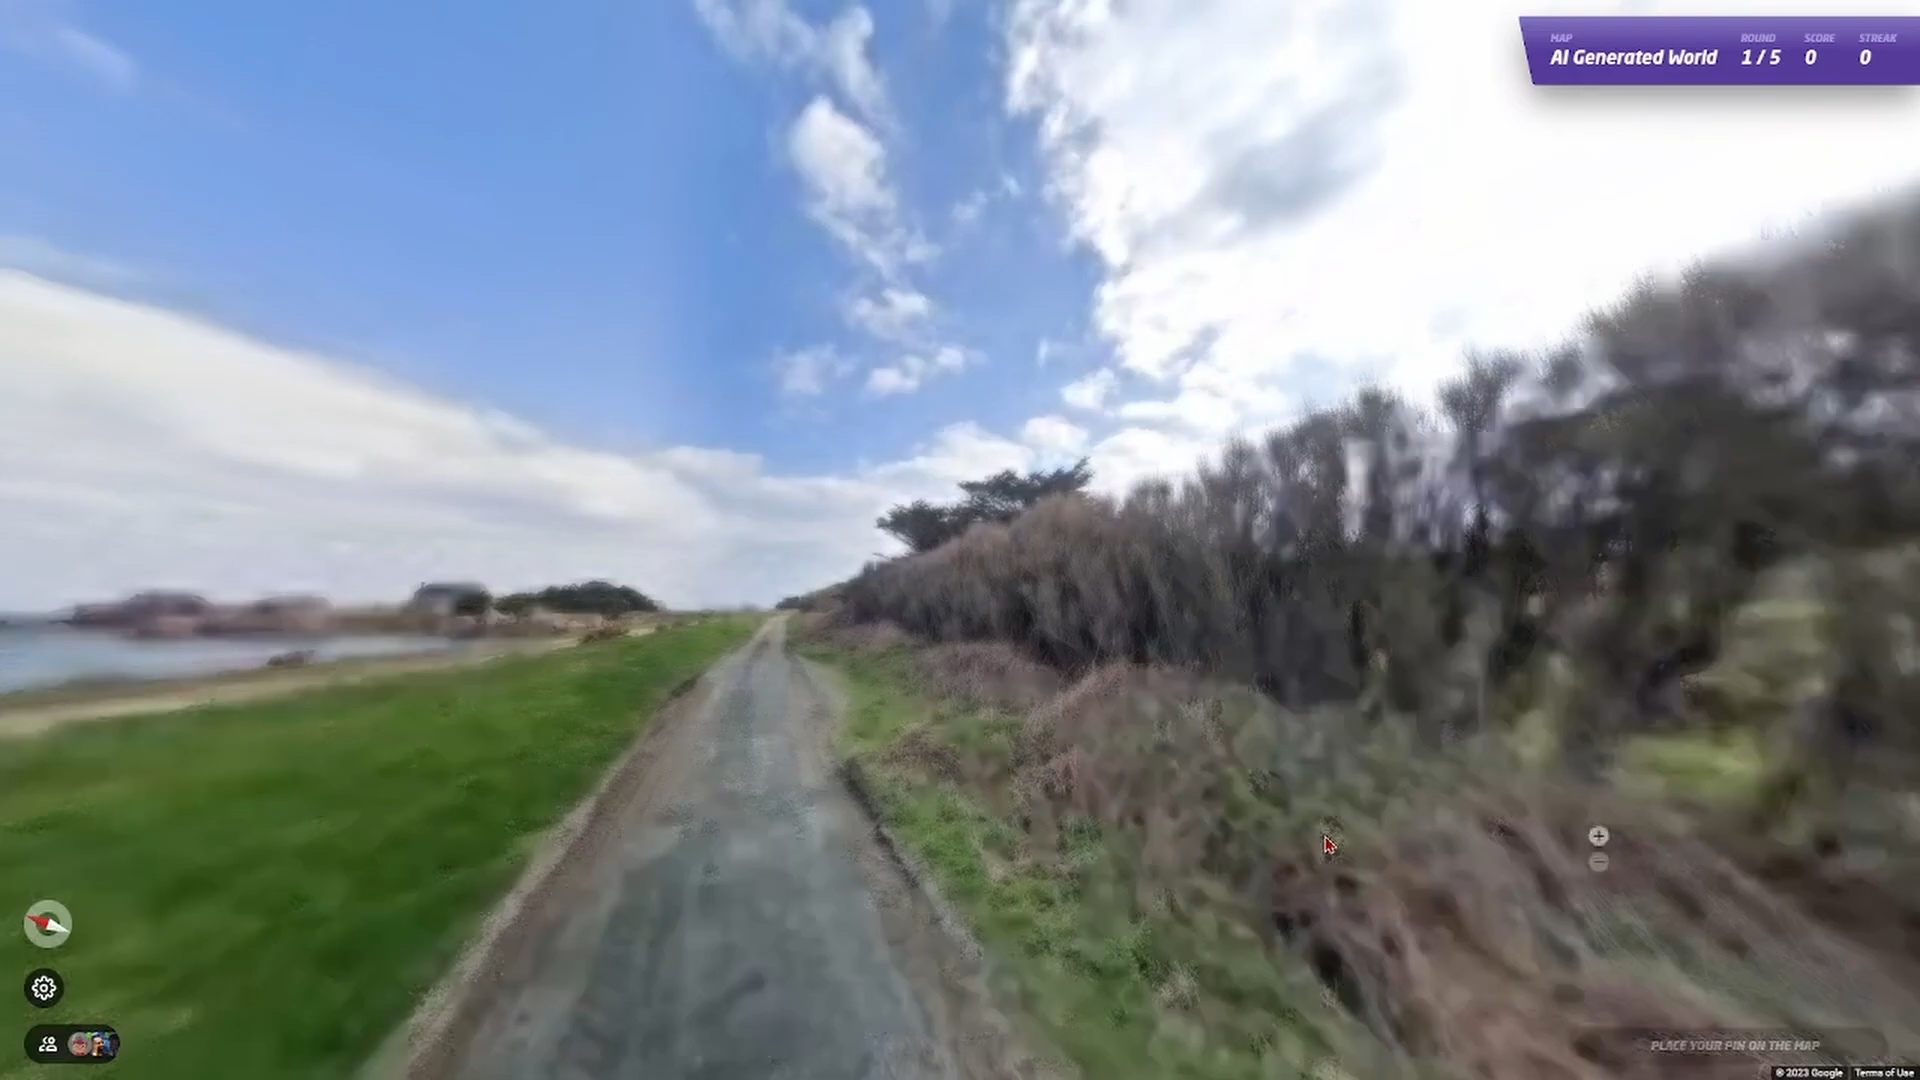 MAP ROUND SCORE STREAK
AI Generated World 1 / 5 0 0
PLACE YOUR PIN ON THE MAP
© 2023 Google Terms of Use